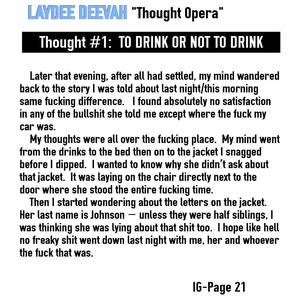 LAYDEE DEEVAH "Thought Opera"
Thought #1: TO DRINK OR NOT TO DRINK
Later that evening, after all had settled, my mind wandered
back to the story I was told about last night/this morning
same fucking difference. I found absolutely no satisfaction
in any of the bullshit she told me except where the fuck my
car was.
My thoughts were all over the fucking place. My mind went
from the drinks to the bed then on to the jacket I snagged
before I dipped. I wanted to know why she didn't ask about
that jacket. It was laying on the chair directly next to the
door where she stood the entire fucking time.
Then I started wondering about the letters on the jacket.
Her last name is Johnson – unless they were half siblings, I
was thinking she was lying about that shit too. I hope like hell
no freaky shit went down last night with me, her and whoever
the fuck that was.
IG-Page 21